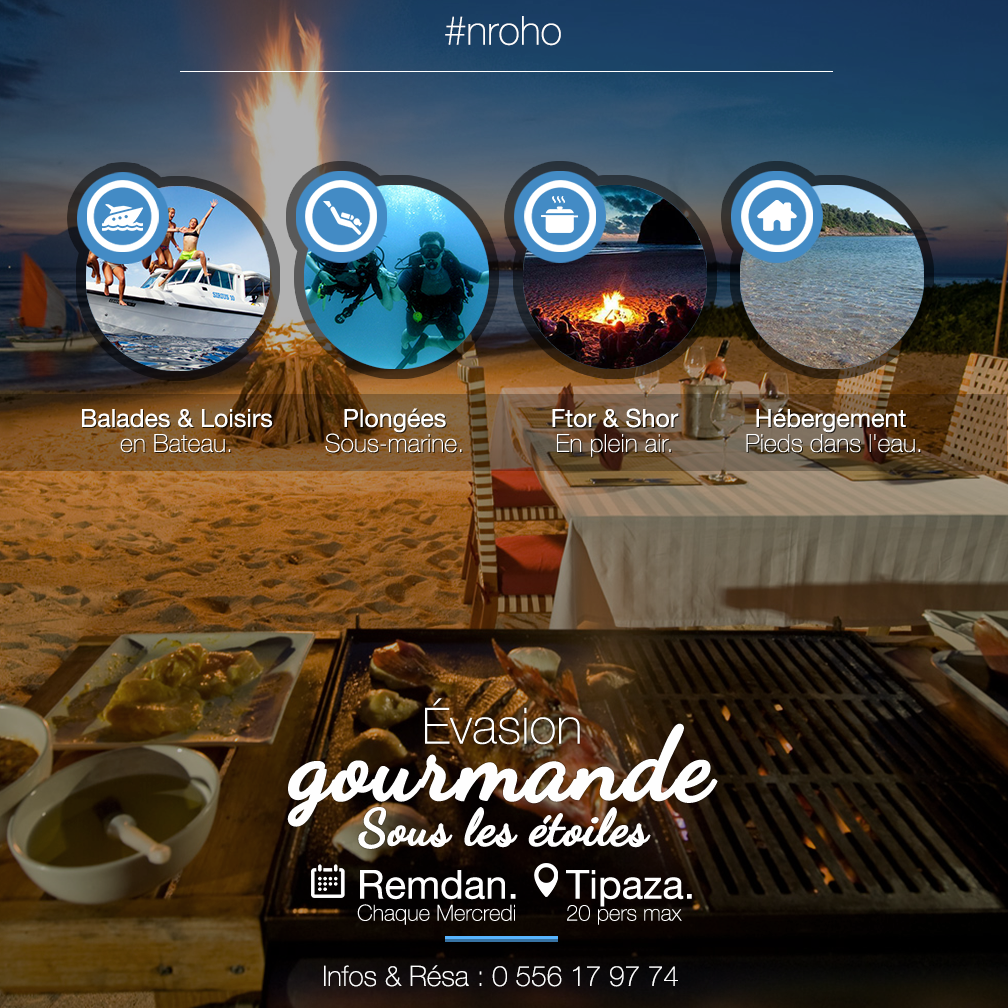 #nroho
Balades & Loisirs
en Bateau.
Plongées
Sous-marine.
Ftor & Shor
En plein air.
Hébergement
Pieds dans l'eau.
Évasion
gourmande
Sous les étoiles
Remdan.
Chaque Mercredi
Tipaza.
20 pers max
Infos & Résa : 0 556 17 97 74